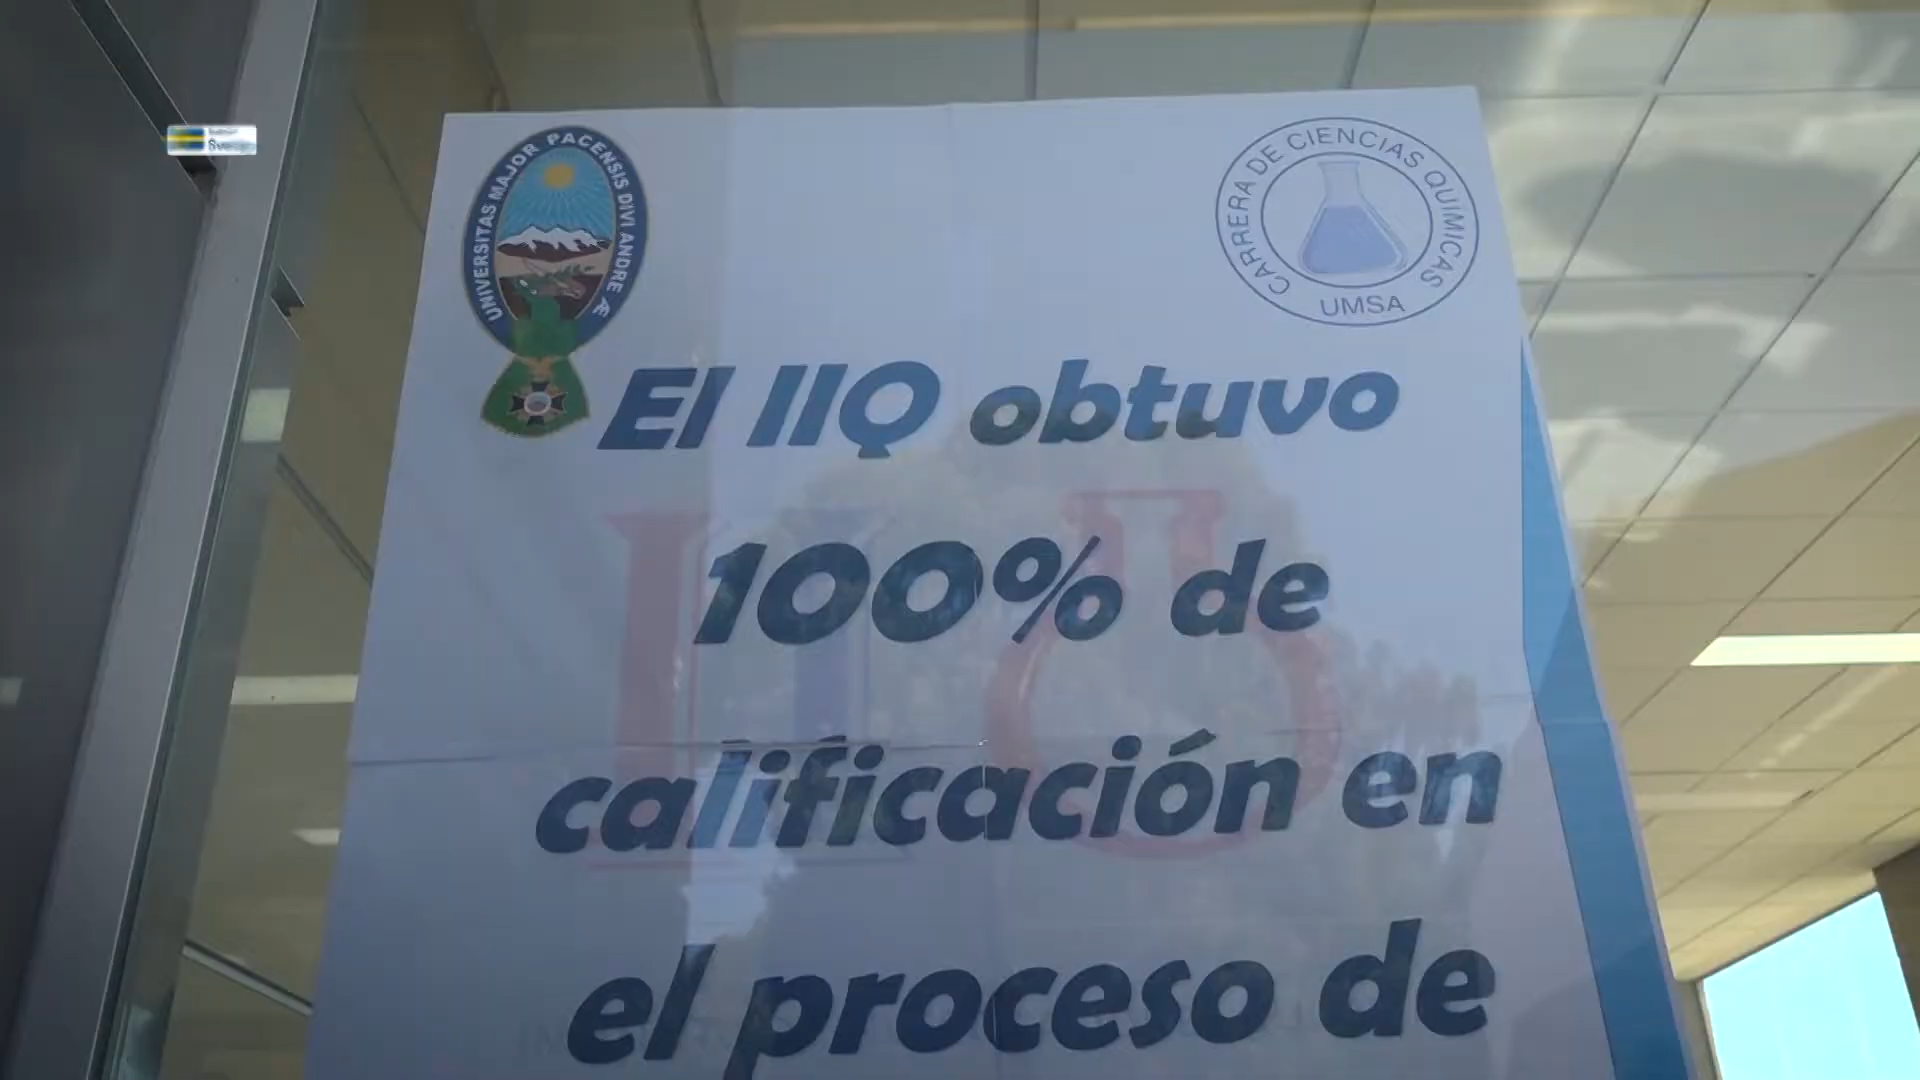 UNIVERSITAS MAJOR PACENSIS DIVI ANDRE Æ
CARRERA DE CIENCIAS QUIMICAS
UMSA
El IIQ obtuvo
100% de
calificación en
el proceso de